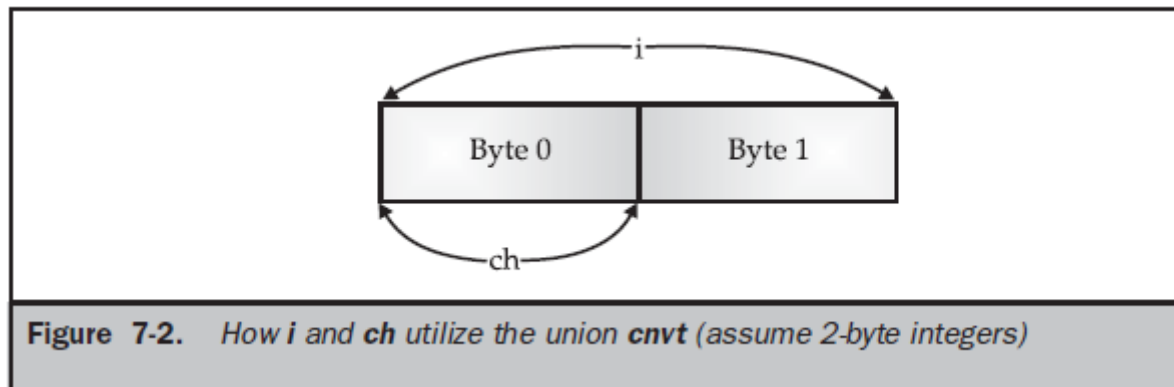 i
Byte 0 Byte 1
ch
Figure 7-2. How i and ch utilize the union cnvt (assume 2-byte integers)